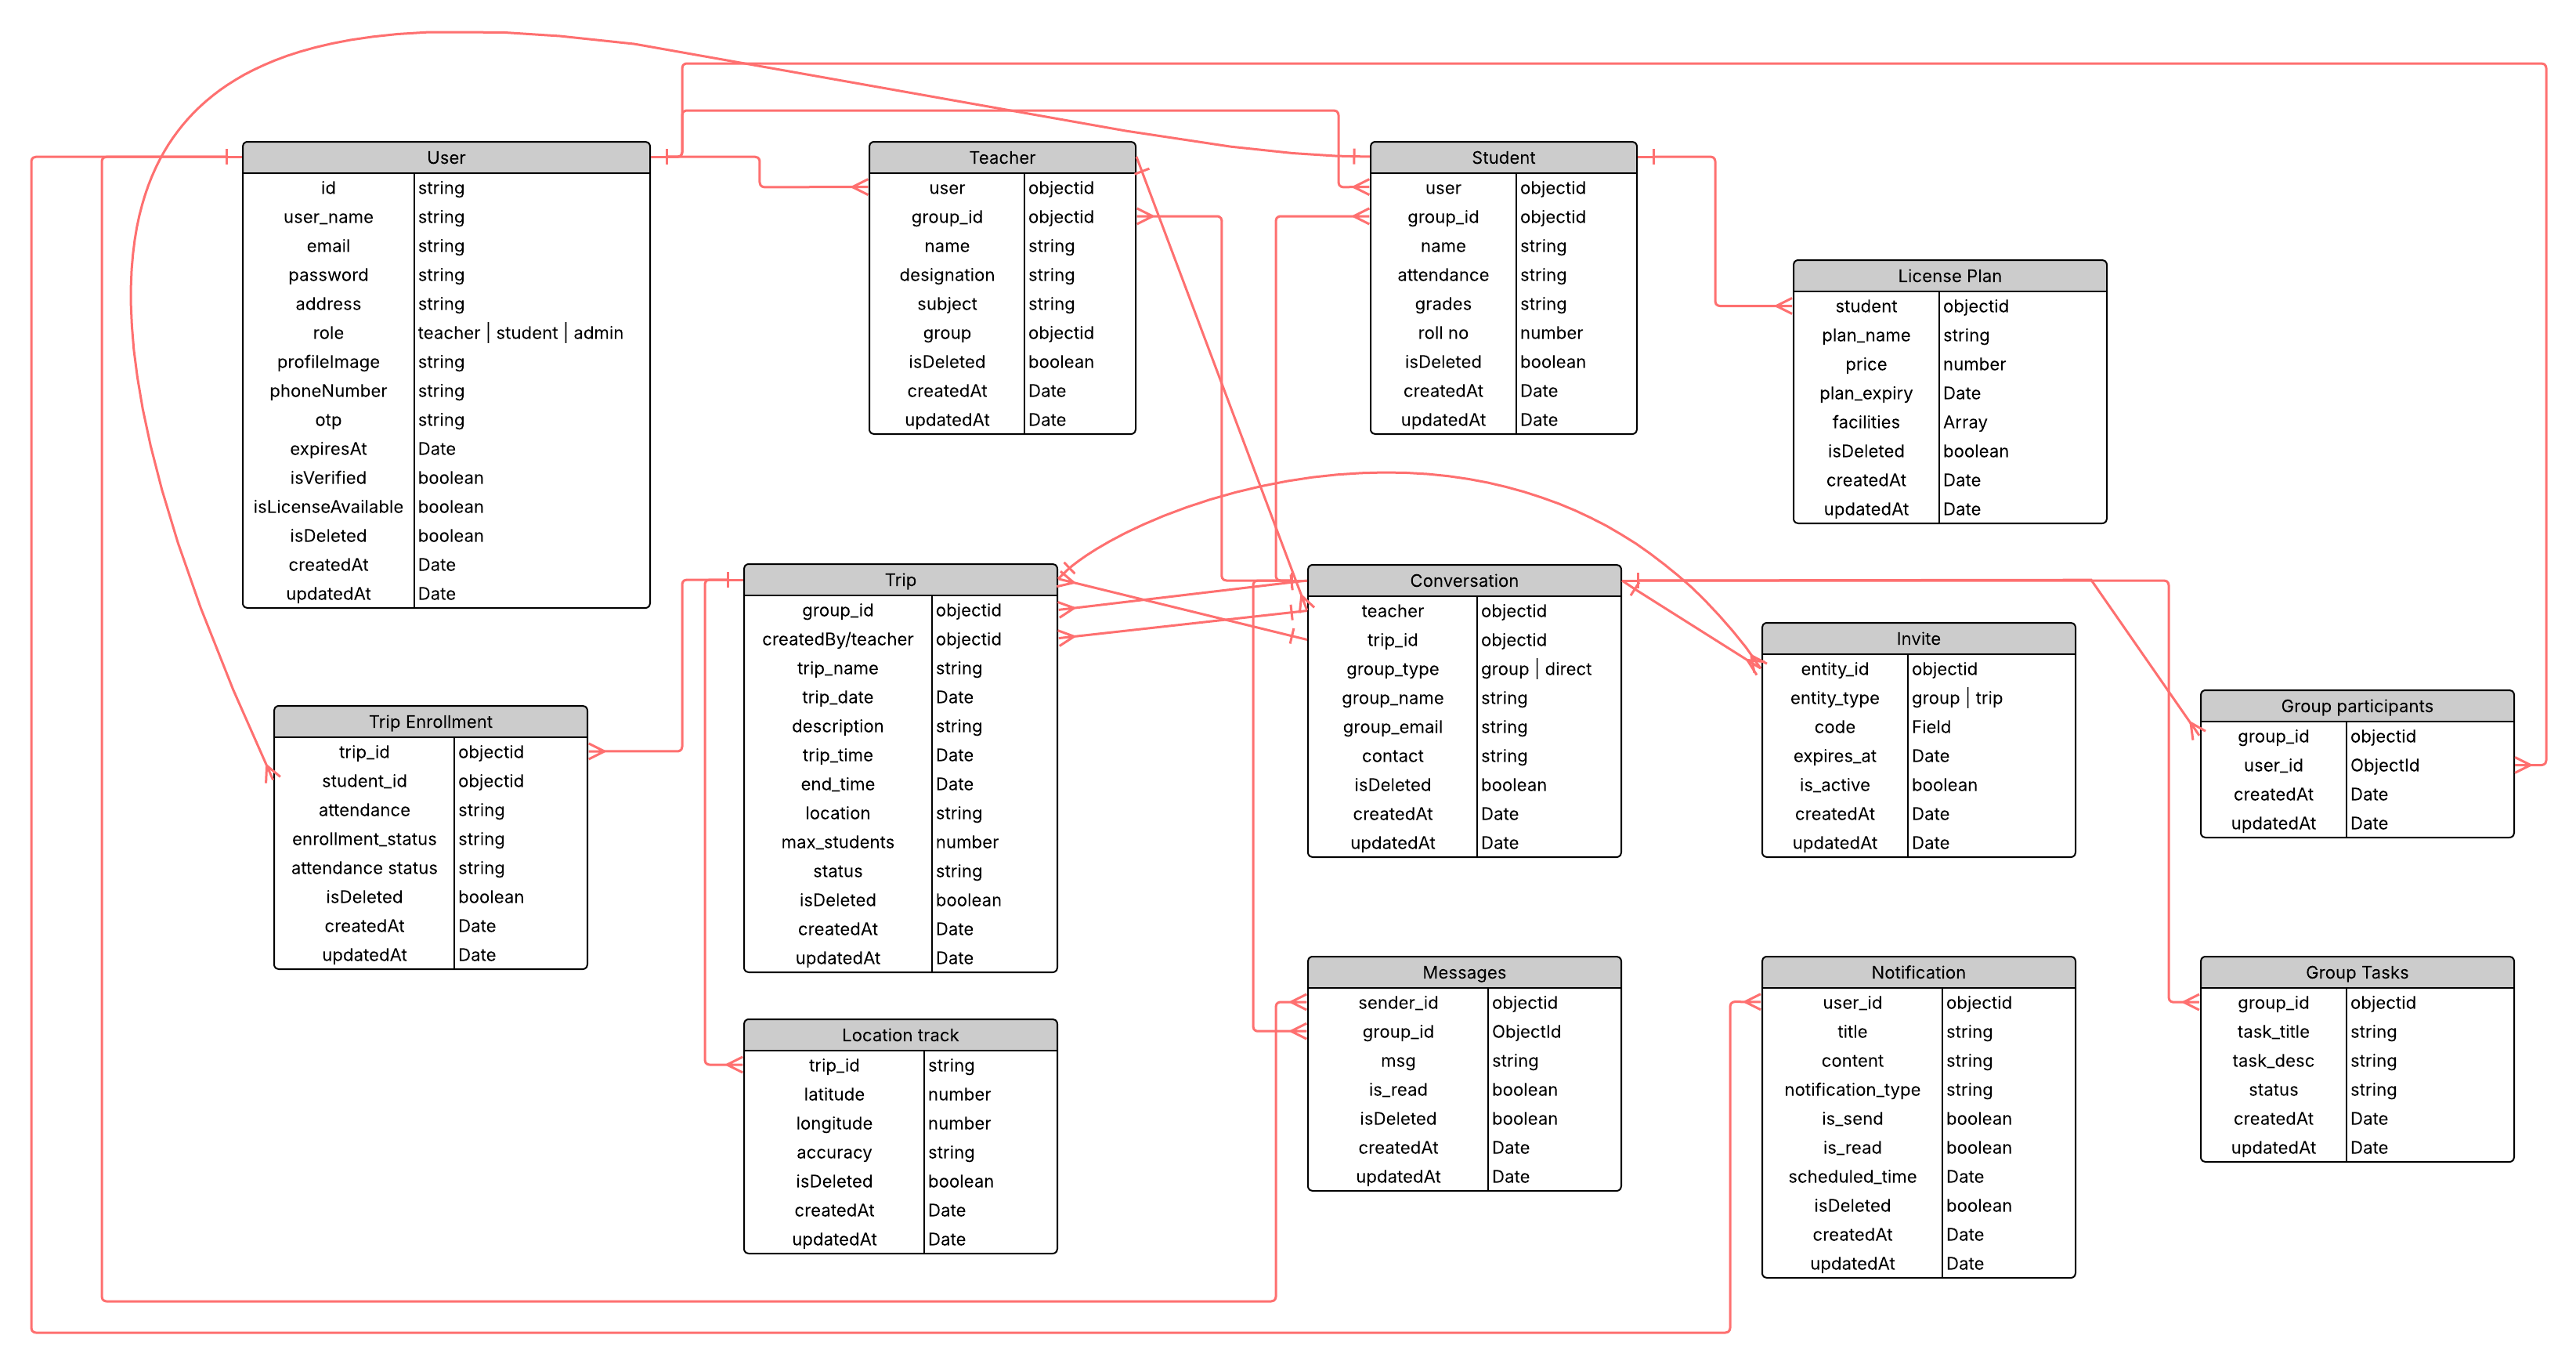 User
id string
user_name string
email string
password string
address string
role teacher | student | admin
profileImage string
phoneNumber string
otp string
expiresAt Date
isVerified boolean
isLicenseAvailable boolean
isDeleted boolean
createdAt Date
updatedAt Date
Teacher
user objectid
group_id objectid
name string
designation string
subject string
group objectid
isDeleted boolean
createdAt Date
updatedAt Date
Student
user objectid
group_id objectid
name string
attendance string
grades string
roll no number
isDeleted boolean
createdAt Date
updatedAt Date
License Plan
student objectid
plan_name string
price number
plan_expiry Date
facilities Array
isDeleted boolean
createdAt Date
updatedAt Date
Trip Enrollment
trip_id objectid
student_id objectid
attendance string
enrollment_status string
attendance status string
isDeleted boolean
createdAt Date
updatedAt Date
Trip
group_id objectid
createdBy/teacher objectid
trip_name string
trip_date Date
description string
trip_time Date
end_time Date
location string
max_students number
status string
isDeleted boolean
createdAt Date
updatedAt Date
Conversation
teacher objectid
trip_id objectid
group_type group | direct
group_name string
group_email string
contact string
isDeleted boolean
createdAt Date
updatedAt Date
Invite
entity_id objectid
entity_type group | trip
code Field
expires_at Date
is_active boolean
createdAt Date
updatedAt Date
Group participants
group_id objectid
user_id ObjectId
createdAt Date
updatedAt Date
Location track
trip_id string
latitude number
longitude number
accuracy string
isDeleted boolean
createdAt Date
updatedAt Date
Messages
sender_id objectid
group_id ObjectId
msg string
is_read boolean
isDeleted boolean
createdAt Date
updatedAt Date
Notification
user_id objectid
title string
content string
notification_type string
is_send boolean
is_read boolean
scheduled_time Date
isDeleted boolean
createdAt Date
updatedAt Date
Group Tasks
group_id objectid
task_title string
task_desc string
status string
createdAt Date
updatedAt Date